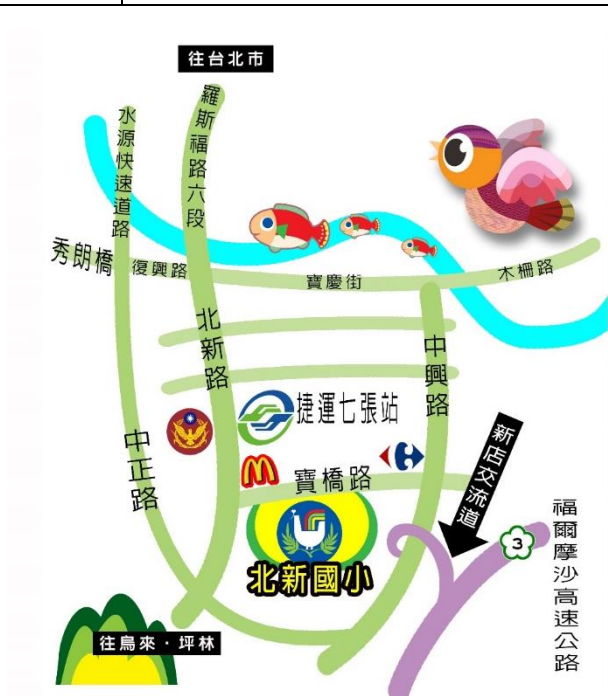 往台北市
羅斯福路六段
水源快速道路
秀朗橋
復興路
寶慶街
木柵路
北新路
中興路
捷運七張站
中正路
寶橋路
新店交流道
3
福爾摩沙高速公路
北新國小
往烏來・坪林